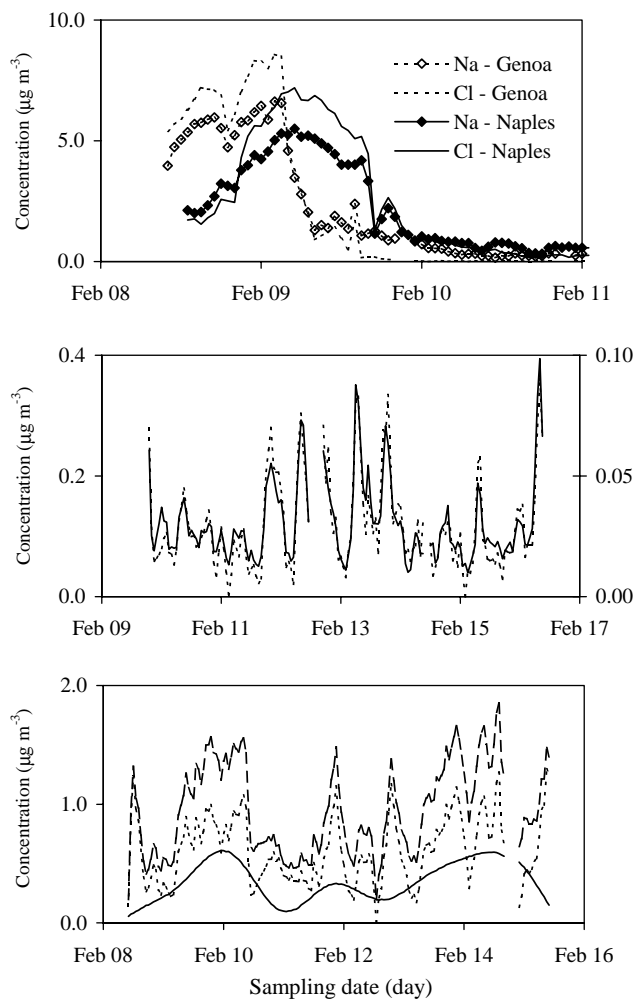 10.0
5.0
0.0
Concentration (μg m-3)
Na - Genoa
Cl - Genoa
Na - Naples
Cl - Naples
Feb 08
Feb 09
Feb 10
Feb 11
0.4
0.2
0.0
Concentration (μg m-3)
0.10
0.05
0.00
Feb 09
Feb 11
Feb 13
Feb 15
Feb 17
2.0
1.0
0.0
Concentration (μg m-3)
Feb 08
Feb 10
Feb 12
Feb 14
Feb 16
Sampling date (day)